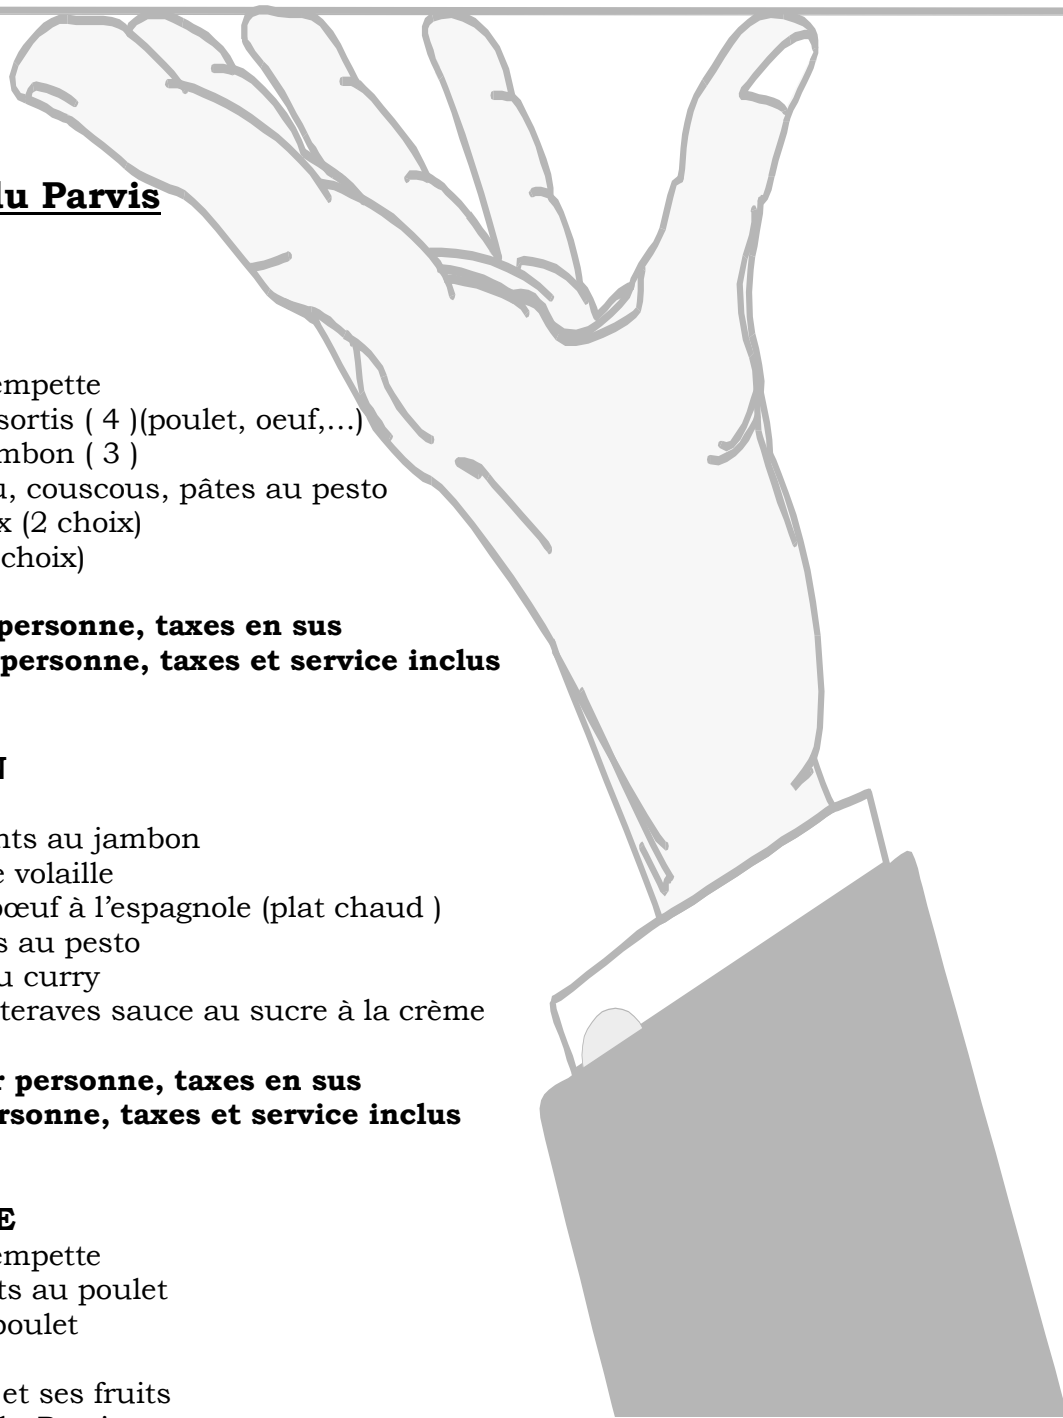 du Parvis
empette
sortis ( 4 )(poulet, oeuf,...)
mbon ( 3 )
u, couscous, pâtes au pesto
x (2 choix)
choix)
personne, taxes en sus
personne, taxes et service inclus
N
nts au jambon
e volaille
bœuf à l’espagnole (plat chaud )
s au pesto
u curry
teraves sauce au sucre à la crème
r personne, taxes en sus
rsonne, taxes et service inclus
E
empette
ts au poulet
poulet
et ses fruits